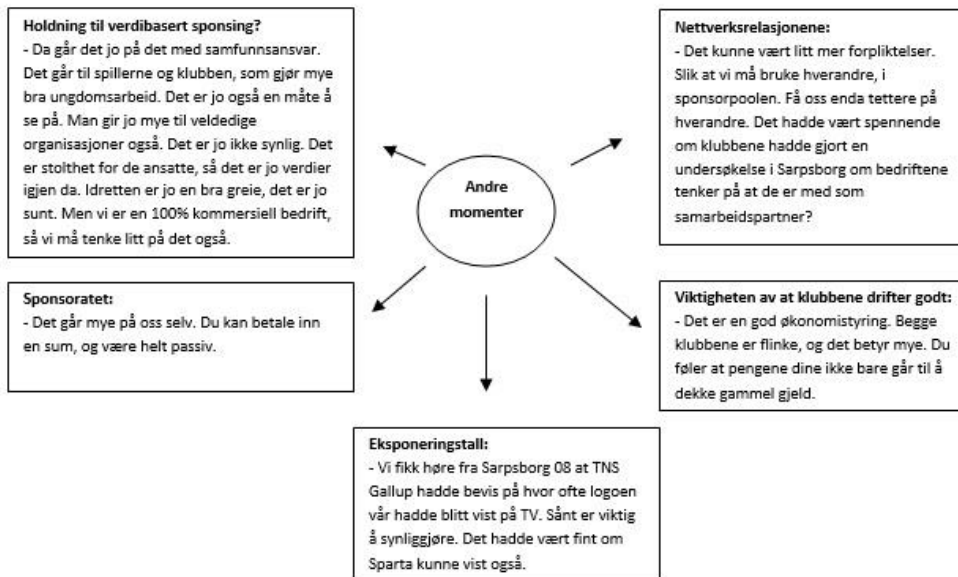 Holdning til verdibasert sponsing?
- Da går det jo på det med samfunnsansvar.
Det går til spillerne og klubben, som gjør mye
bra ungdomsarbeid. Det er jo også en måte å
se på. Man gir jo mye til veldedige
organisasjoner også. Det er jo ikke synlig. Det
er stolthet for de ansatte, så det er jo verdier
igjen da. Idretten er jo en bra greie, det er jo
sunt. Men vi er en 100% kommersiell bedrift,
så vi må tenke litt på det også.
Nettverksrelasjonene:
- Det kunne vært litt mer forpliktelser.
Slik at vi må bruke hverandre, i
sponsorpoolen. Få oss enda tettere på
hverandre. Det hadde vært spennende
om klubbene hadde gjort en
undersøkelse i Sarpsborg om bedriftene
tenker på at de er med som
samarbeidspartner?
Andre
momenter
Sponsoratet:
- Det går mye på oss selv. Du kan betale inn
en sum, og være helt passiv.
Viktigheten av at klubbene drifter godt:
- Det er en god økonomistyring. Begge
klubbene er flinke, og det betyr mye. Du
føler at pengene dine ikke bare går til å
dekke gammel gjeld.
Eksponeringstall:
- Vi fikk høre fra Sarpsborg 08 at TNS
Gallup hadde bevis på hvor ofte logoen
vår hadde blitt vist på TV. Sånt er viktig
å synliggjøre. Det hadde vært fint om
Sparta kunne vist også.